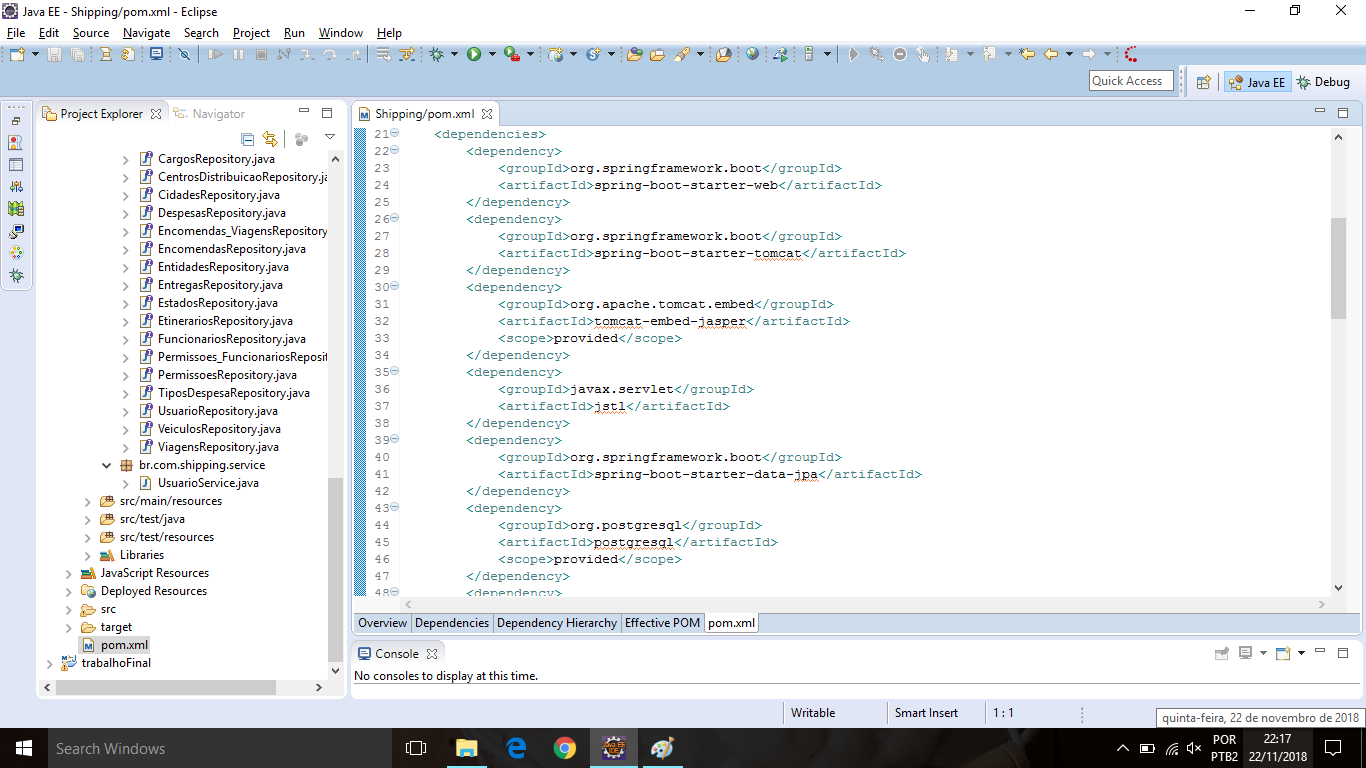 Java EE - Shipping/pom.xml - Eclipse
File Edit Source Navigate Search Project Run Window Help
Quick Access Java EE Debug
Project Explorer Navigator
CargosRepository.java
CentrosDistribuicaoRepository.ja
CidadesRepository.java
DespesasRepository.java
Encomendas_ViagensRepository
EncomendasRepository.java
EntidadesRepository.java
EntregasRepository.java
EstadosRepository.java
EtinerariosRepository.java
FuncionariosRepository.java
Permissoes_FuncionariosReposit
PermissoesRepository.java
TiposDespesaRepository.java
UsuarioRepository.java
VeiculosRepository.java
ViagensRepository.java
br.com.shipping.service
UsuarioService.java
src/main/resources
src/test/java
src/test/resources
Libraries
JavaScript Resources
Deployed Resources
src
target
pom.xml
trabalhoFinal
Shipping/pom.xml
21 <dependencies>
22 <dependency>
23 <groupId>org.springframework.boot</groupId>
24 <artifactId>spring-boot-starter-web</artifactId>
25 </dependency>
26 <dependency>
27 <groupId>org.springframework.boot</groupId>
28 <artifactId>spring-boot-starter-tomcat</artifactId>
29 </dependency>
30 <dependency>
31 <groupId>org.apache.tomcat.embed</groupId>
32 <artifactId>tomcat-embed-jasper</artifactId>
33 <scope>provided</scope>
34 </dependency>
35 <dependency>
36 <groupId>javax.servlet</groupId>
37 <artifactId>jstl</artifactId>
38 </dependency>
39 <dependency>
40 <groupId>org.springframework.boot</groupId>
41 <artifactId>spring-boot-starter-data-jpa</artifactId>
42 </dependency>
43 <dependency>
44 <groupId>org.postgresql</groupId>
45 <artifactId>postgresql</artifactId>
46 <scope>provided</scope>
47 </dependency>
48 <dependency>
Overview Dependencies Dependency Hierarchy Effective POM pom.xml
Console
No consoles to display at this time.
Writable Smart Insert 1 : 1
quinta-feira, 22 de novembro de 2018
Search Windows
POR
PTB2
22:17
22/11/2018